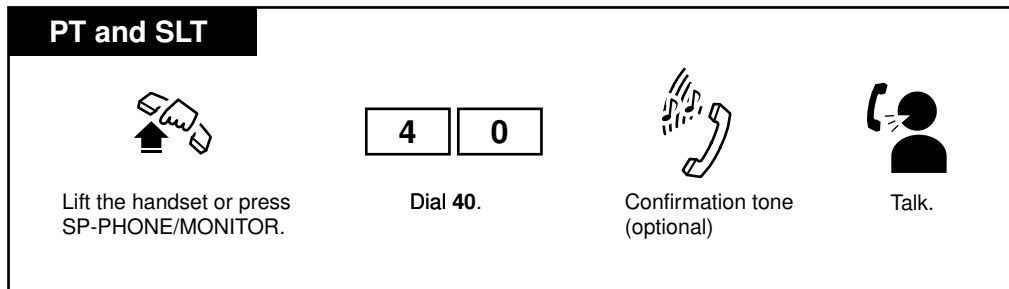 PT and SLT
4 0
Lift the handset or press
SP-PHONE/MONITOR.
Dial 40.
Confirmation tone
(optional)
Talk.